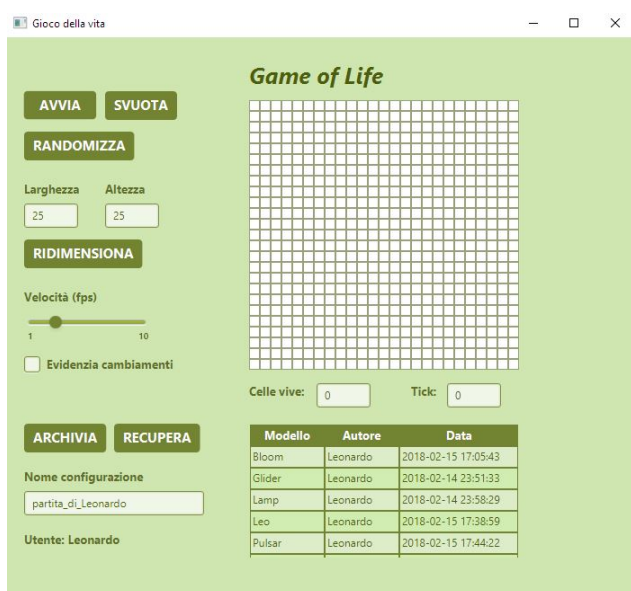 Gioco della vita
Game of Life
AVVIA SVUOTA
RANDOMIZZA
Larghezza Altezza
25 25
RIDIMENSIONA
Velocità (fps)
1 10
Evidenzia cambiamenti
Celle vive: 0 Tick: 0
ARCHIVIA RECUPERA
Nome configurazione
partita_di_Leonardo
Utente: Leonardo
Modello Autore Data
Bloom Leonardo 2018-02-15 17:05:43
Glider Leonardo 2018-02-14 23:51:33
Lamp Leonardo 2018-02-14 23:58:29
Leo Leonardo 2018-02-15 17:38:59
Pulsar Leonardo 2018-02-15 17:44:22